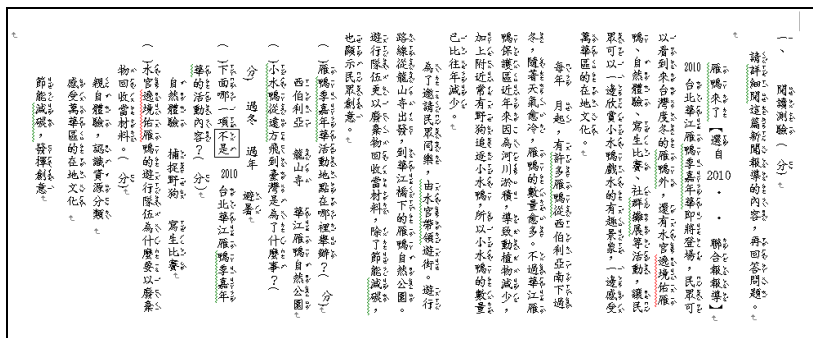 一、 閱讀測驗（ 分）
請詳細閱讀這篇新聞報導的內容，再回答問題。
雁鴨來了【選自 2010 . . 聯合報報導】
2010 台北華江雁鴨季嘉年華即將登場，民眾可
以看到來台灣度冬的雁鴨外，還有水官遶境佑雁
鴨、自然體驗、寫生比賽、社群攤展等活動，讓民
眾可以一邊欣賞小水鴨戲水的有趣景象，一邊感受
萬華區的在地文化。
每年 月起，有許多雁鴨從西伯利亞南下過
冬，隨著天氣愈冷，雁鴨的數量愈多。不過華江雁
鴨保護區近年來因為河川淤積，導致動植物減少，
加上附近常有野狗追逐小水鴨，所以小水鴨的數量
已比往年減少。
為了邀請民眾同樂，由水官帶領遊街。遊行
路線從龍山寺出發，到華江橋下的雁鴨自然公園。
遊行隊伍更以廢棄物回收當材料，除了節能減碳，
也顯示民眾創意。
（ ）雁鴨季嘉年華活動地點在哪裡舉辦？（ 分）
西伯利亞 龍山寺 華江雁鴨自然公園
（ ）小水鴨從遠方飛到臺灣是為了什麼事？（
分） 過冬 過年 避暑
（ ）下面哪一項不是 2010 台北華江雁鴨季嘉年
華的活動內容？（ 分）
自然體驗 捕捉野狗 寫生比賽
（ ）水官遶境佑雁鴨的遊行隊伍為什麼要以廢棄
物回收當材料。（ 分）
親自體驗，認識資源分類
感受萬華區的在地文化
節能減碳，發揮創意